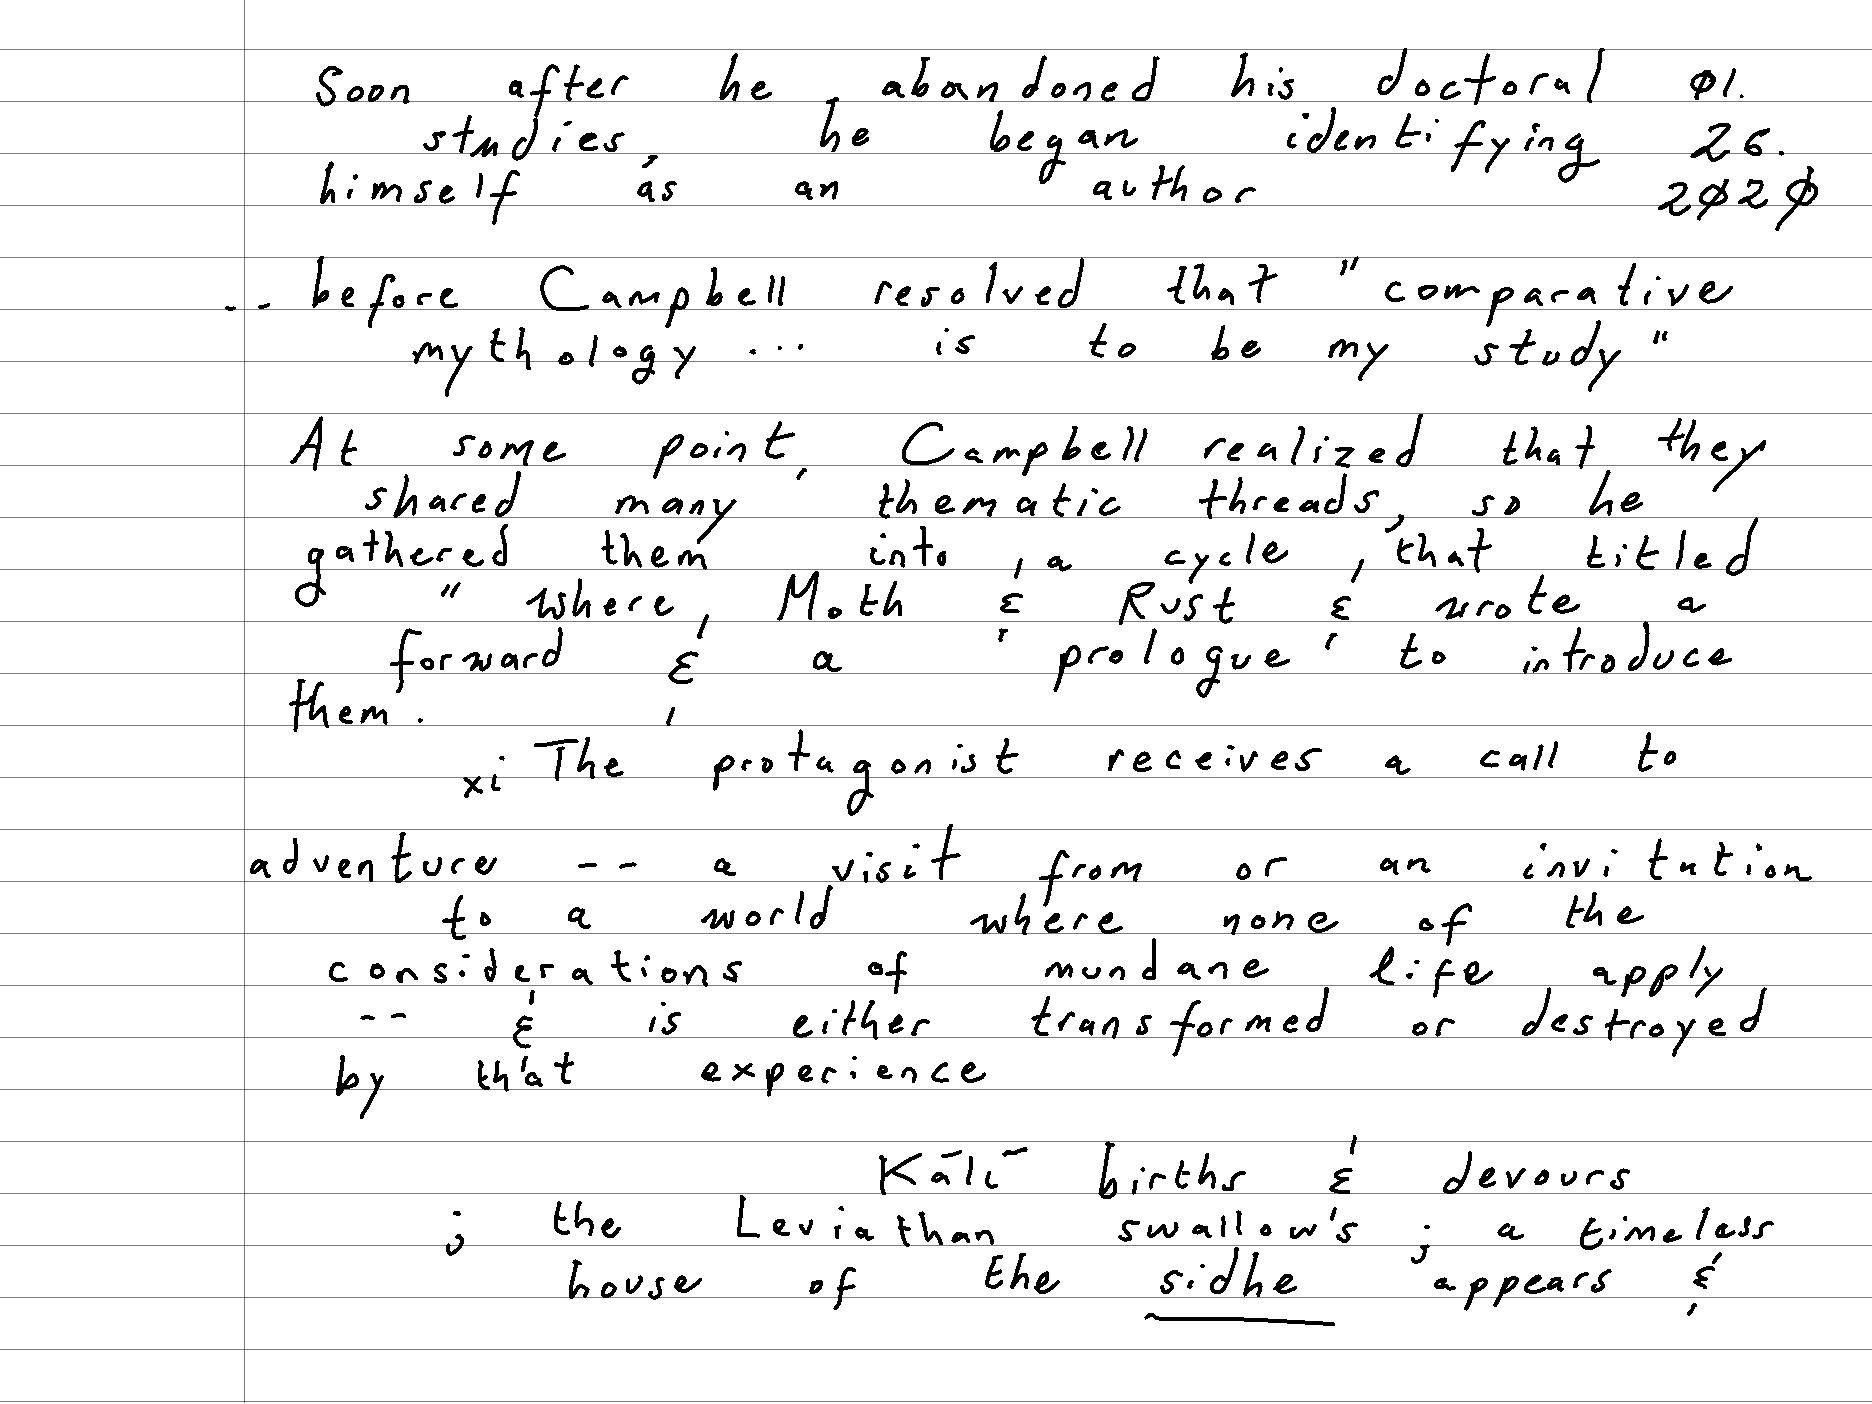 Soon after he abandoned his doctoral 01.
studies, he began identifying 26.
himself as an author 2020
-- before Campbell resolved that "comparative
mythology ... is to be my study"
At some point, Campbell realized that they
shared many thematic threads, so he
gathered them into a cycle, that titled
"where, Moth & Rust & wrote a
forward & a 'prologue' to introduce
them.
xi The protagonist receives a call to
adventure -- a visit from or an invitation
to a world where none of the
considerations of mundane life apply
-- & is either transformed or destroyed
by that experience
Kālī births & devours
; the Leviathan swallow's ; a timeless
house of the sidhe appears &